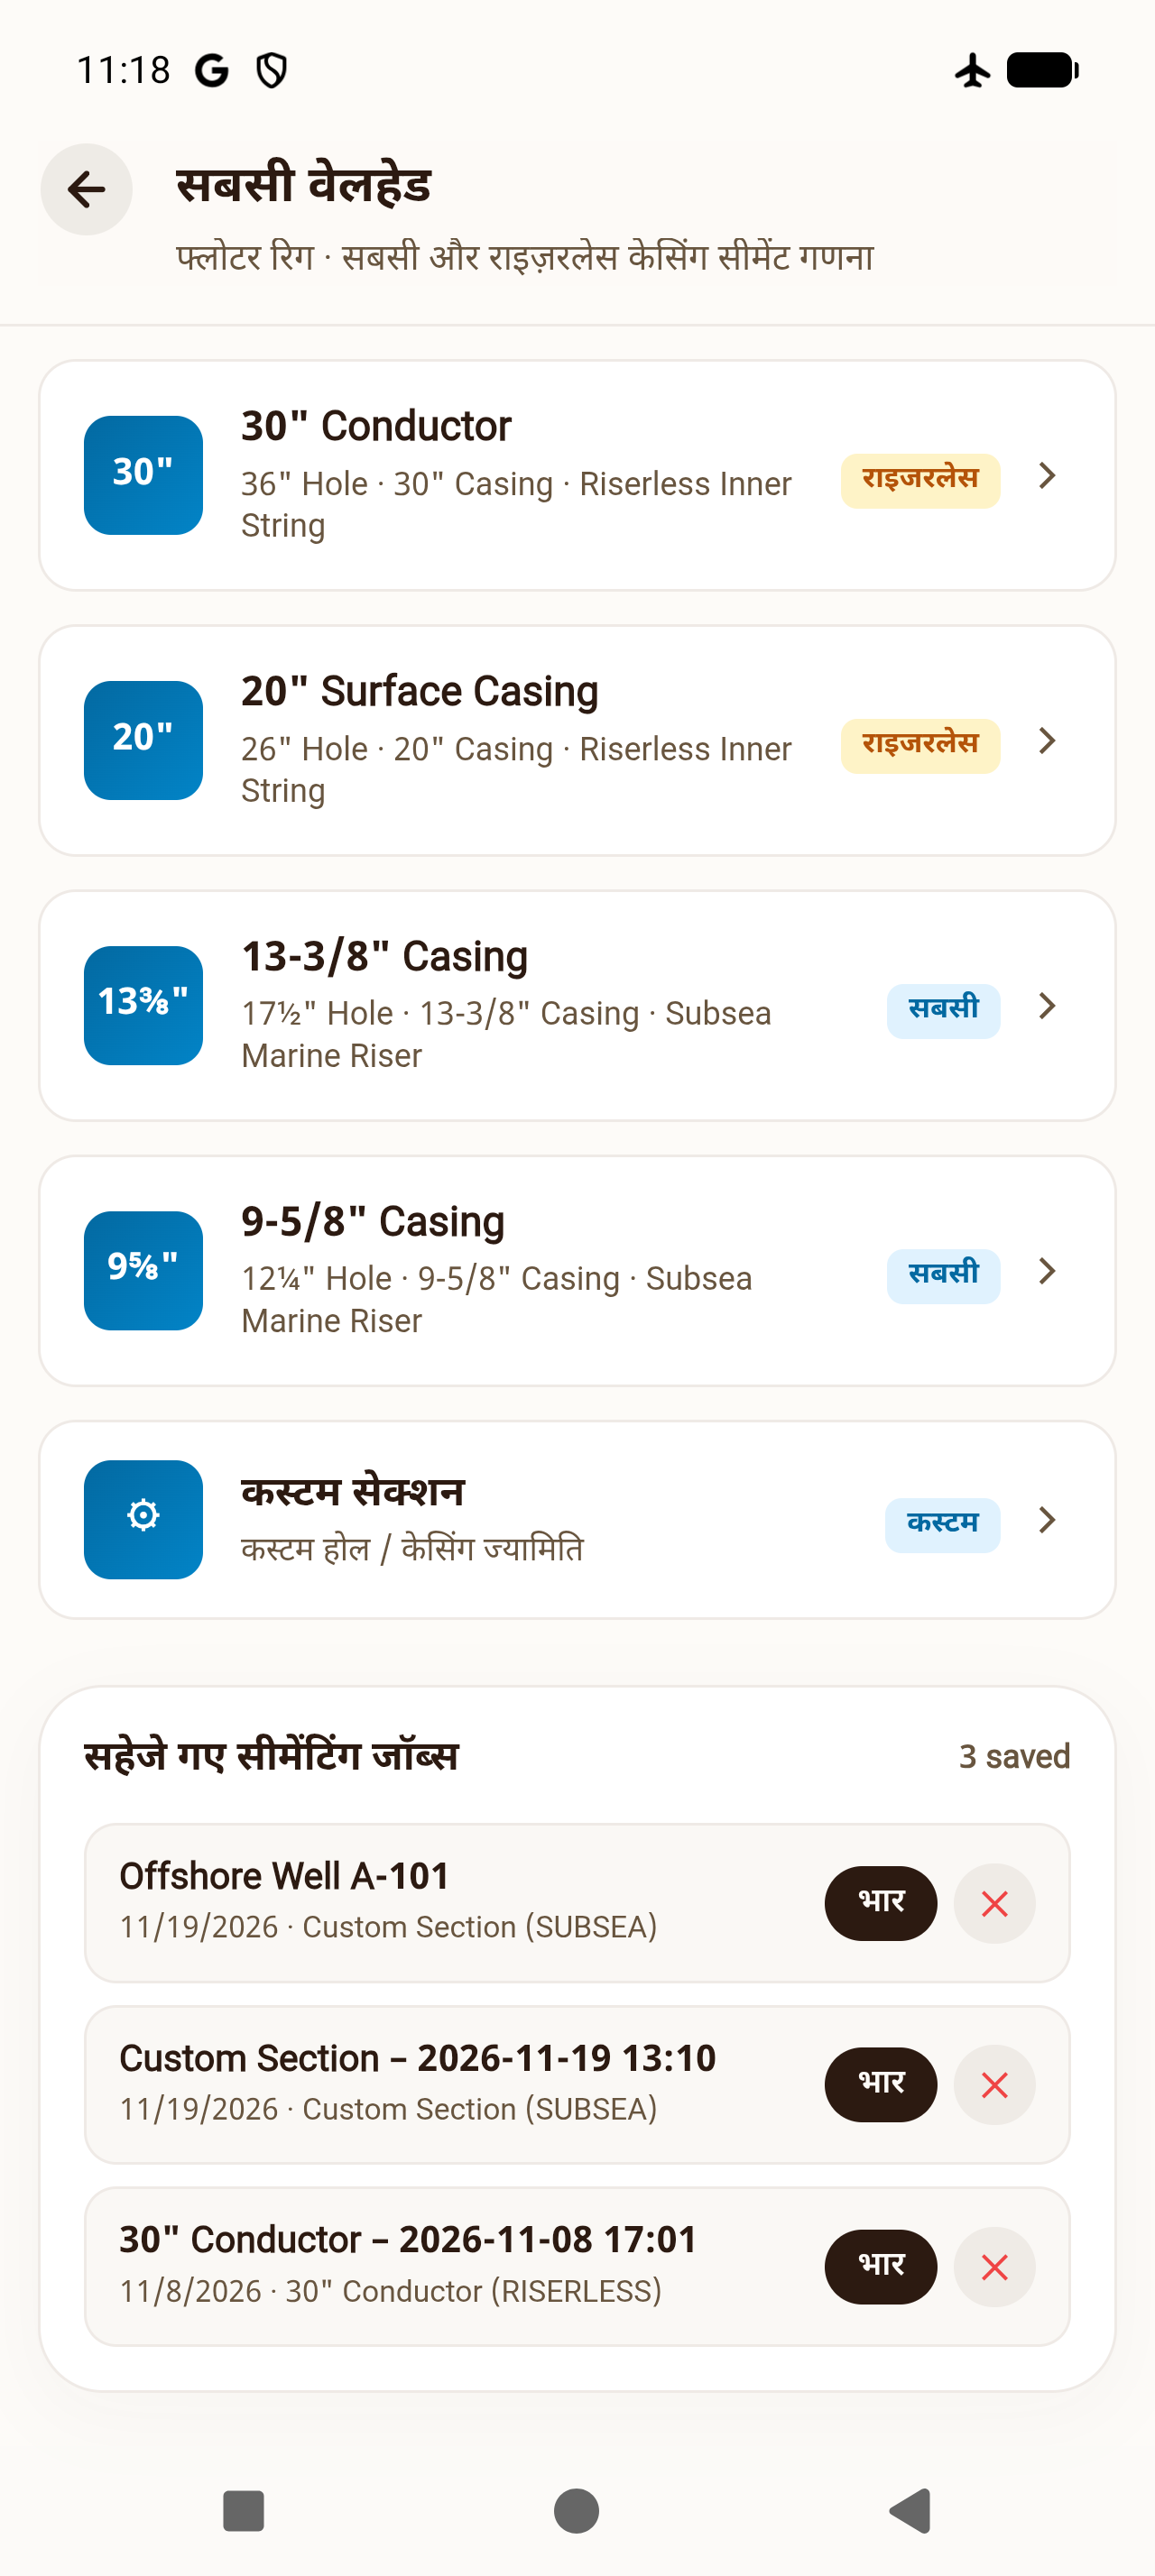 11:18
सबसी वेलहेड
फ्लोटर रिग · सबसी और राइज़रलेस केसिंग सीमेंट गणना
30"
30" Conductor
36" Hole · 30" Casing · Riserless Inner
String
राइजरलेस
20"
20" Surface Casing
26" Hole · 20" Casing · Riserless Inner
String
राइजरलेस
13⅜"
13-3/8" Casing
17½" Hole · 13-3/8" Casing · Subsea
Marine Riser
सबसी
9⅝"
9-5/8" Casing
12¼" Hole · 9-5/8" Casing · Subsea
Marine Riser
सबसी
कस्टम सेक्शन
कस्टम होल / केसिंग ज्यामिति
कस्टम
सहेजे गए सीमेंटिंग जॉब्स
3 saved
Offshore Well A-101
11/19/2026 · Custom Section (SUBSEA)
भार
Custom Section – 2026-11-19 13:10
11/19/2026 · Custom Section (SUBSEA)
भार
30" Conductor – 2026-11-08 17:01
11/8/2026 · 30" Conductor (RISERLESS)
भार